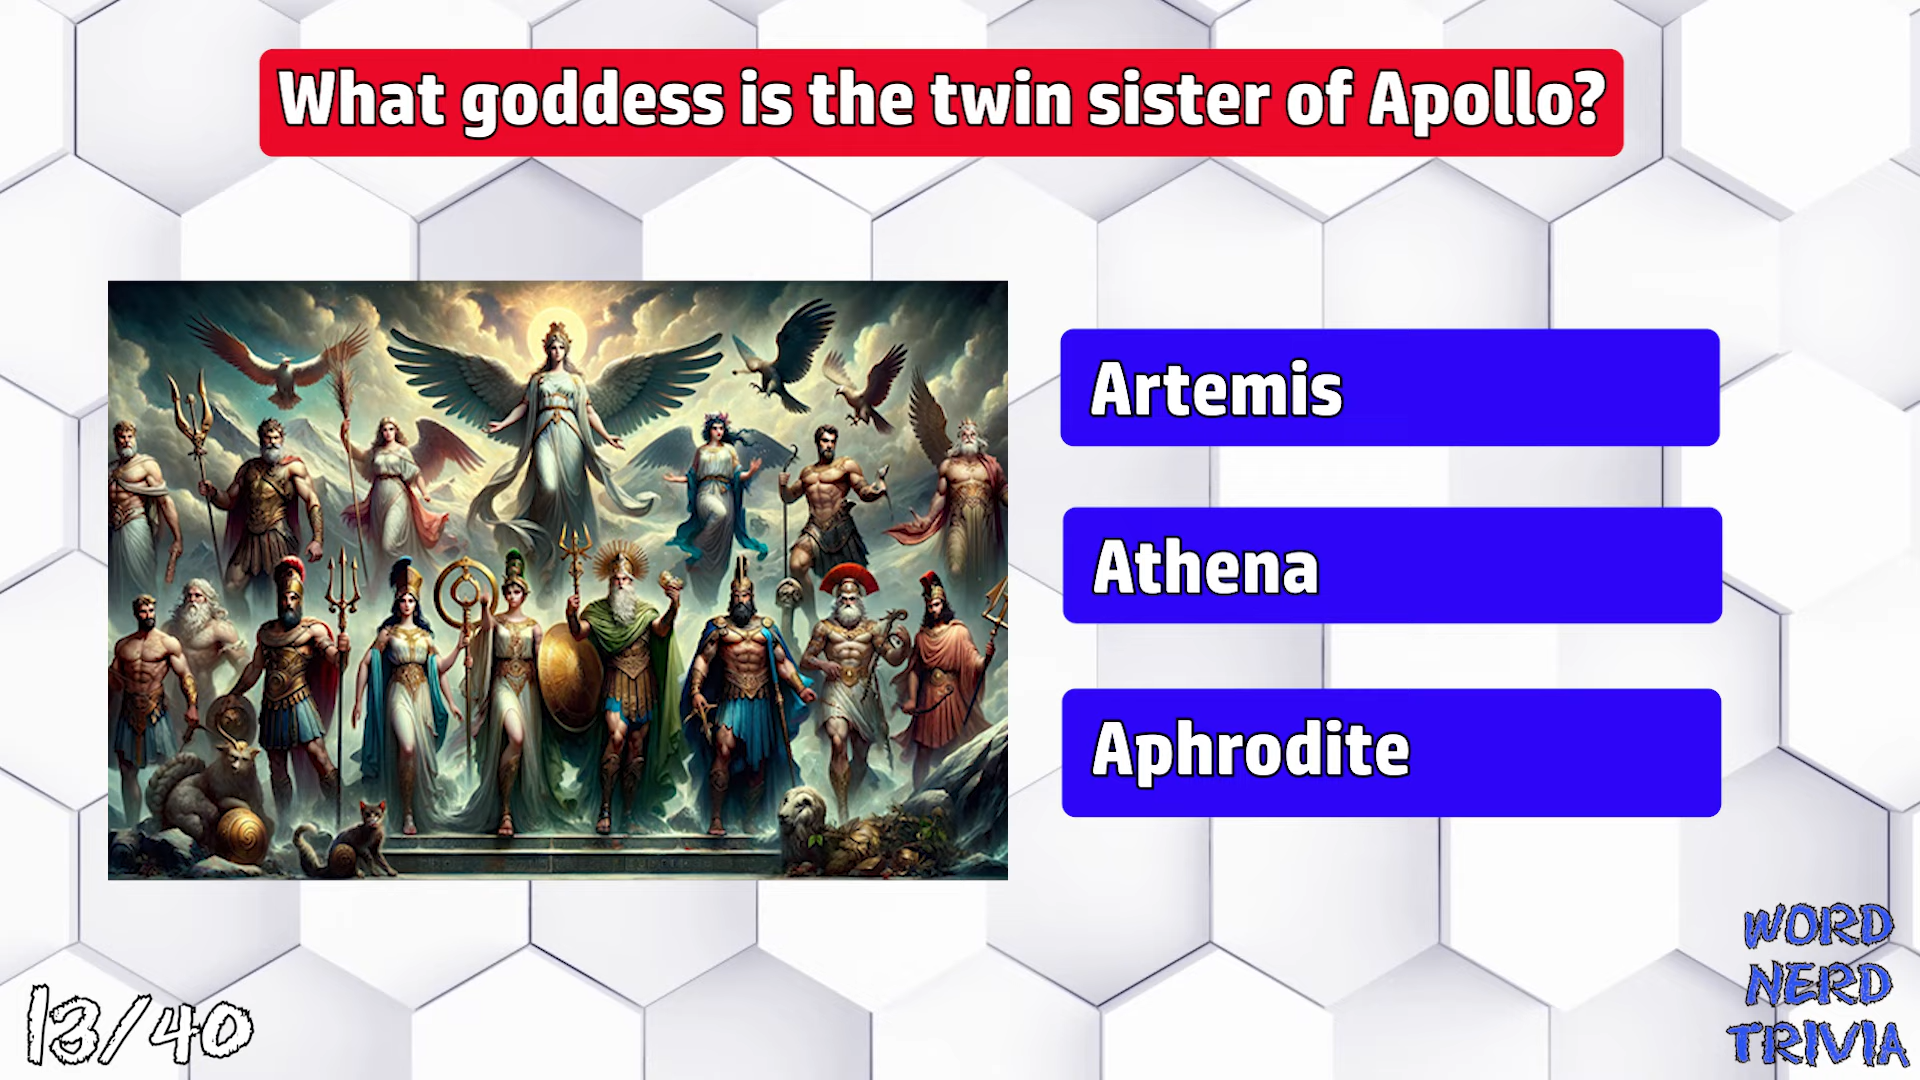 What goddess is the twin sister of Apollo?
Artemis
Athena
Aphrodite
13/40
WORD
NERD
TRIVIA